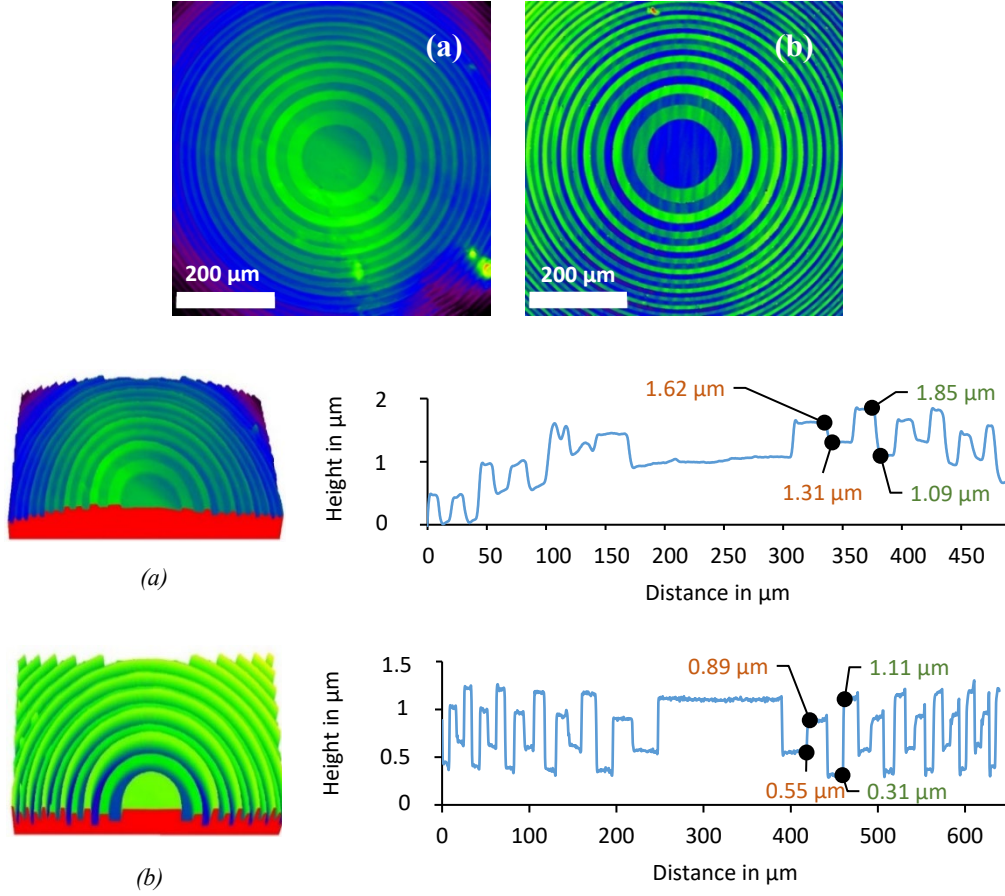 (a)
(b)
200 µm
200 µm
Height in µm
2
1
0
1.62 µm
1.85 µm
1.31 µm
1.09 µm
0 50 100 150 200 250 300 350 400 450
Distance in µm
(a)
Height in µm
1.5
1
0.5
0
0.89 µm
1.11 µm
0.55 µm
0.31 µm
0 100 200 300 400 500 600
Distance in µm
(b)